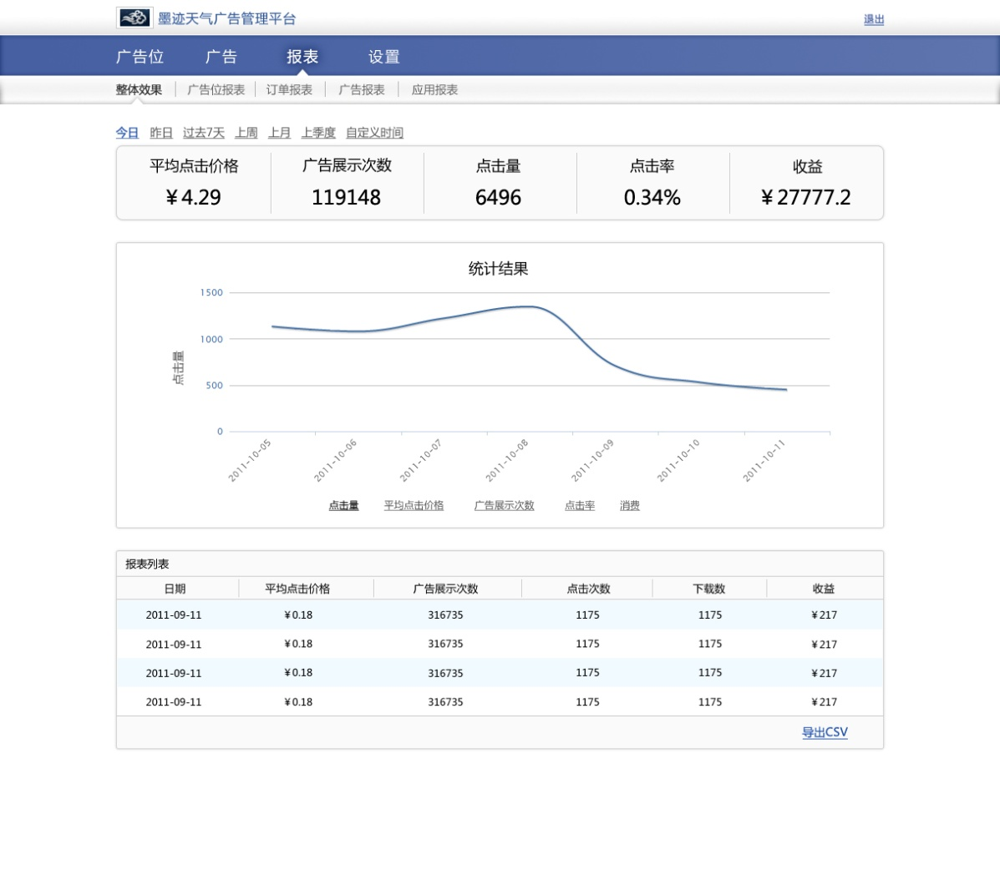 墨迹天气广告管理平台 退出
广告位 广告 报表 设置
整体效果 广告位报表 订单报表 广告报表 应用报表
今日 昨日 过去7天 上周 上月 上季度 自定义时间
平均点击价格 广告展示次数 点击量 点击率 收益
¥4.29 119148 6496 0.34% ¥27777.2
统计结果
1500
1000
点击量
500
0
2011-10-05 2011-10-06 2011-10-07 2011-10-08 2011-10-09 2011-10-10 2011-10-11
点击量 平均点击价格 广告展示次数 点击率 消费
报表列表
日期 平均点击价格 广告展示次数 点击次数 下载数 收益
2011-09-11 ¥0.18 316735 1175 1175 ¥217
2011-09-11 ¥0.18 316735 1175 1175 ¥217
2011-09-11 ¥0.18 316735 1175 1175 ¥217
2011-09-11 ¥0.18 316735 1175 1175 ¥217
导出CSV